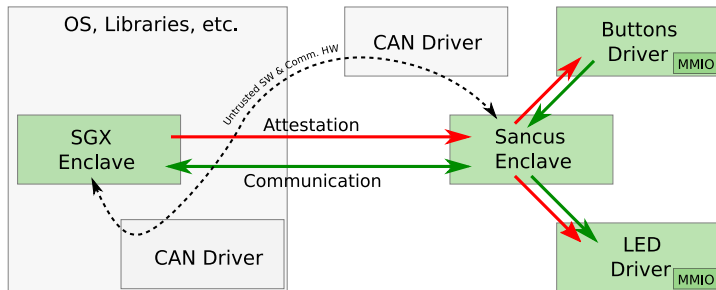 OS, Libraries, etc.
CAN Driver
Buttons
Driver
MMIO
Untrusted SW & Comm. HW
SGX
Enclave
Attestation
Communication
Sancus
Enclave
CAN Driver
LED
Driver
MMIO